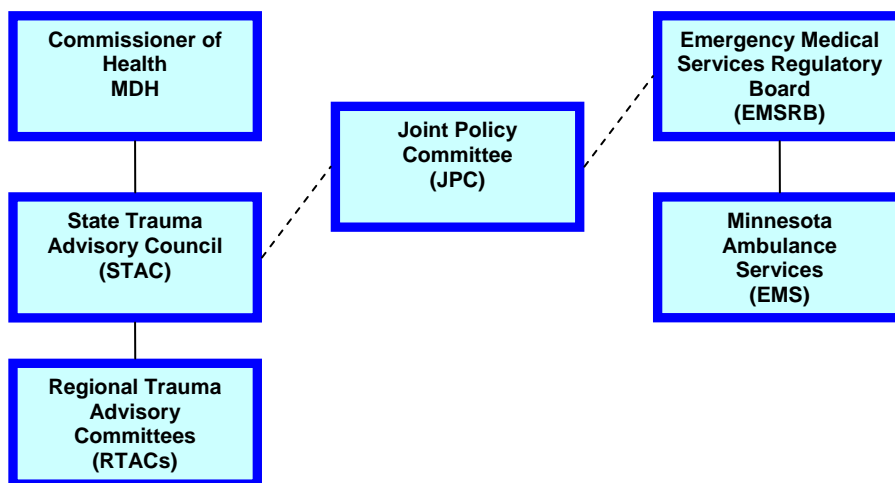 Commissioner of
Health
MDH
State Trauma
Advisory Council
(STAC)
Regional Trauma
Advisory
Committees
(RTACs)
Joint Policy
Committee
(JPC)
Emergency Medical
Services Regulatory
Board
(EMSRB)
Minnesota
Ambulance
Services
(EMS)